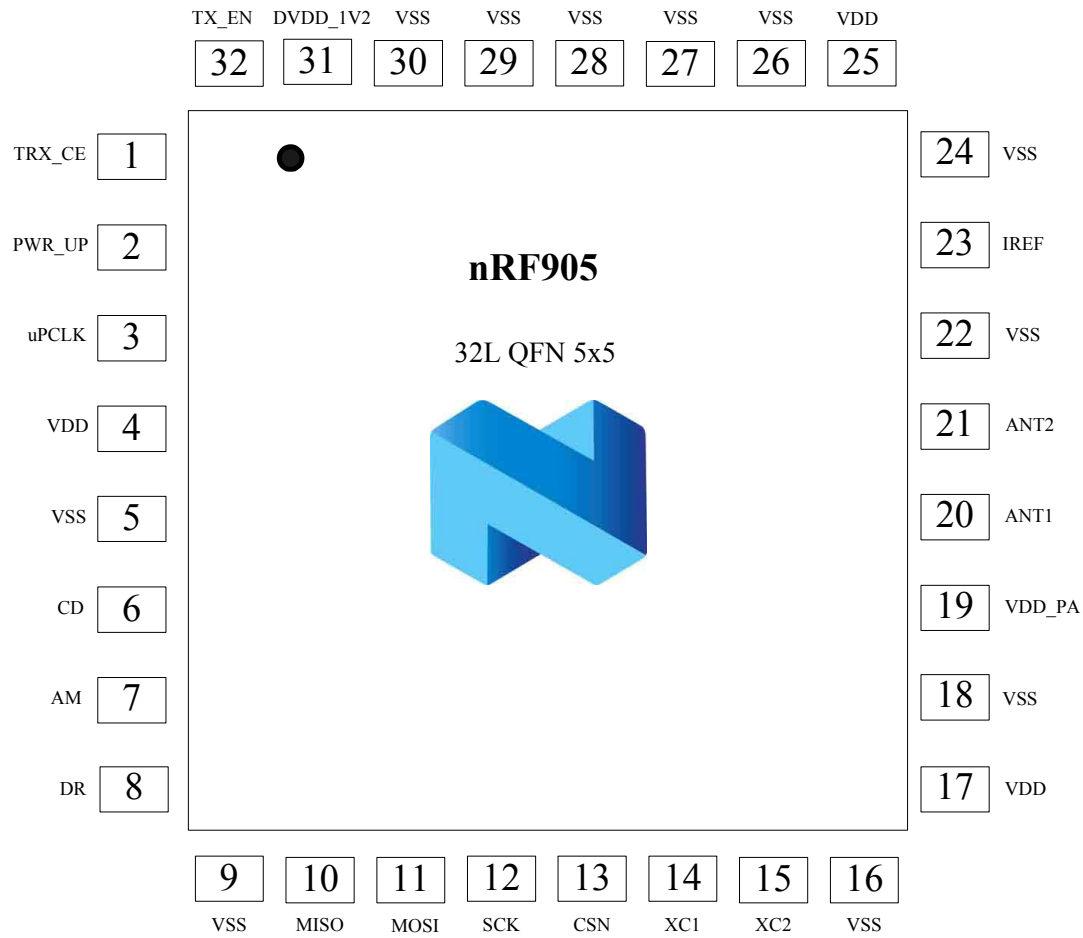 TX_EN DVDD_1V2 VSS VSS VSS VSS VSS VDD
32 31 30 29 28 27 26 25
TRX_CE 1 24 VSS
PWR_UP 2 23 IREF
nRF905
uPCLK 3 22 VSS
32L QFN 5x5
VDD 4 21 ANT2
VSS 5 20 ANT1
CD 6 19 VDD_PA
AM 7 18 VSS
DR 8 17 VDD
9 10 11 12 13 14 15 16
VSS MISO MOSI SCK CSN XC1 XC2 VSS